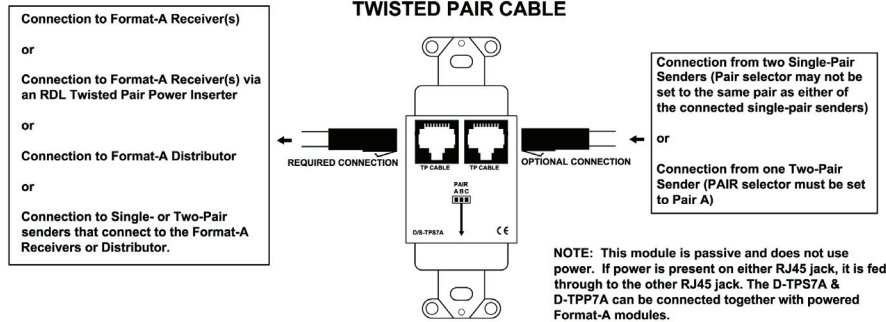 TWISTED PAIR CABLE
Connection to Format-A Receiver(s)
or
Connection to Format-A Receiver(s) via
an RDL Twisted Pair Power Inserter
or
Connection to Format-A Distributor
or
Connection to Single- or Two-Pair
senders that connect to the Format-A
Receivers or Distributor.
REQUIRED CONNECTION
TP CABLE
TP CABLE
PAIR
A B C
D/S-TPS7A
CE
OPTIONAL CONNECTION
Connection from two Single-Pair
Senders (Pair selector may not be
set to the same pair as either of
the connected single-pair senders)
or
Connection from one Two-Pair
Sender (PAIR selector must be set
to Pair A)
NOTE: This module is passive and does not use
power. If power is present on either RJ45 jack, it is fed
through to the other RJ45 jack. The D-TPS7A &
D-TPP7A can be connected together with powered
Format-A modules.